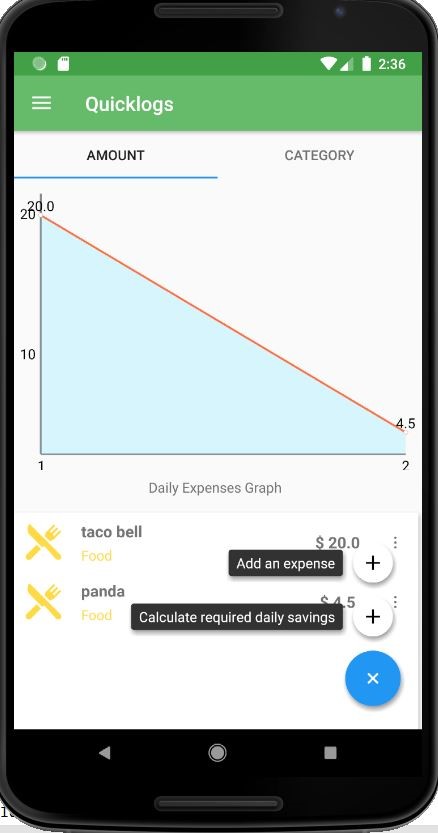 2:36
Quicklogs
AMOUNT CATEGORY
20.0
20
10
4.5
1 2
Daily Expenses Graph
taco bell
$ 20.0
Food
Add an expense
panda
$ 4.5
Food
Calculate required daily savings